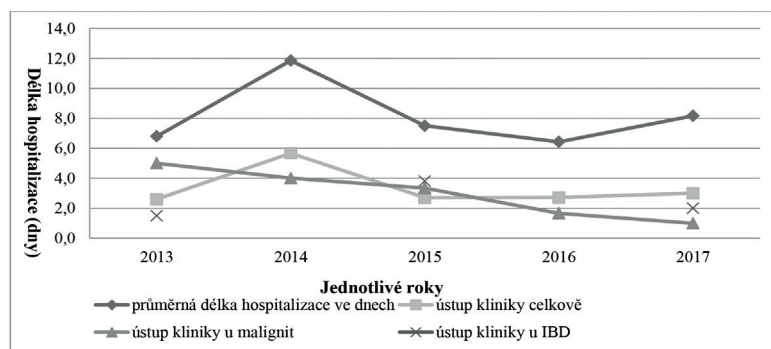 14,0
12,0
10,0
8,0
6,0
4,0
2,0
0,0
Délka hospitalizace (dny)
2013 2014 2015 2016 2017
Jednotlivé roky
průměrná délka hospitalizace ve dnech ústup kliniky celkově
ústup kliniky u malignit ústup kliniky u IBD